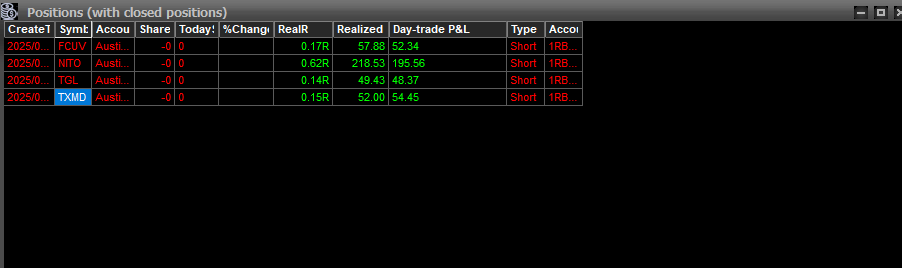 Positions (with closed positions)
CreateT Symb Accou Share Today: %Change RealR Realized Day-trade P&L Type Accou
2025/0... FCUV Austi... -0 0 0.17R 57.88 52.34 Short 1RB...
2025/0... NITO Austi... -0 0 0.62R 218.53 195.56 Short 1RB...
2025/0... TGL Austi... -0 0 0.14R 49.43 48.37 Short 1RB...
2025/0... TXMD Austi... -0 0 0.15R 52.00 54.45 Short 1RB...